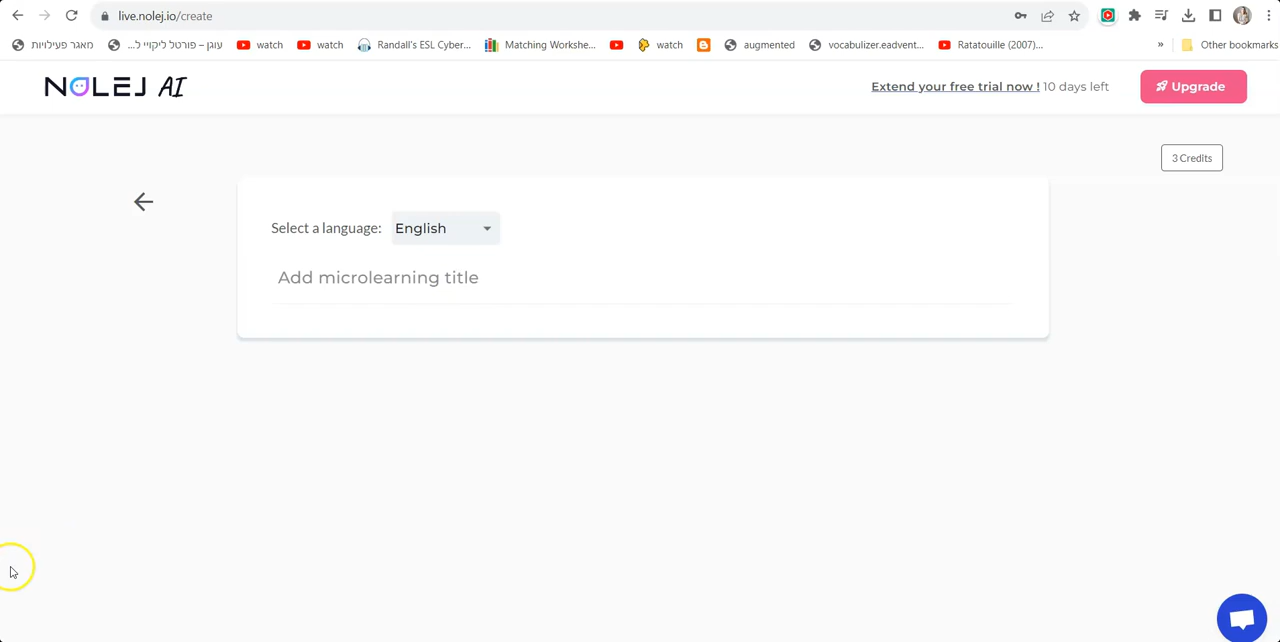 live.nolej.io/create
מאגר פעילויות
עוגן - פורטל ליקויי ל...
watch
watch
Randall's ESL Cyber...
Matching Workshe...
watch
augmented
vocabulizer.eadvent...
Ratatouille (2007)...
»
Other bookmarks
NOLEJ AI
Extend your free trial now ! 10 days left
Upgrade
3 Credits
Select a language: English
Add microlearning title